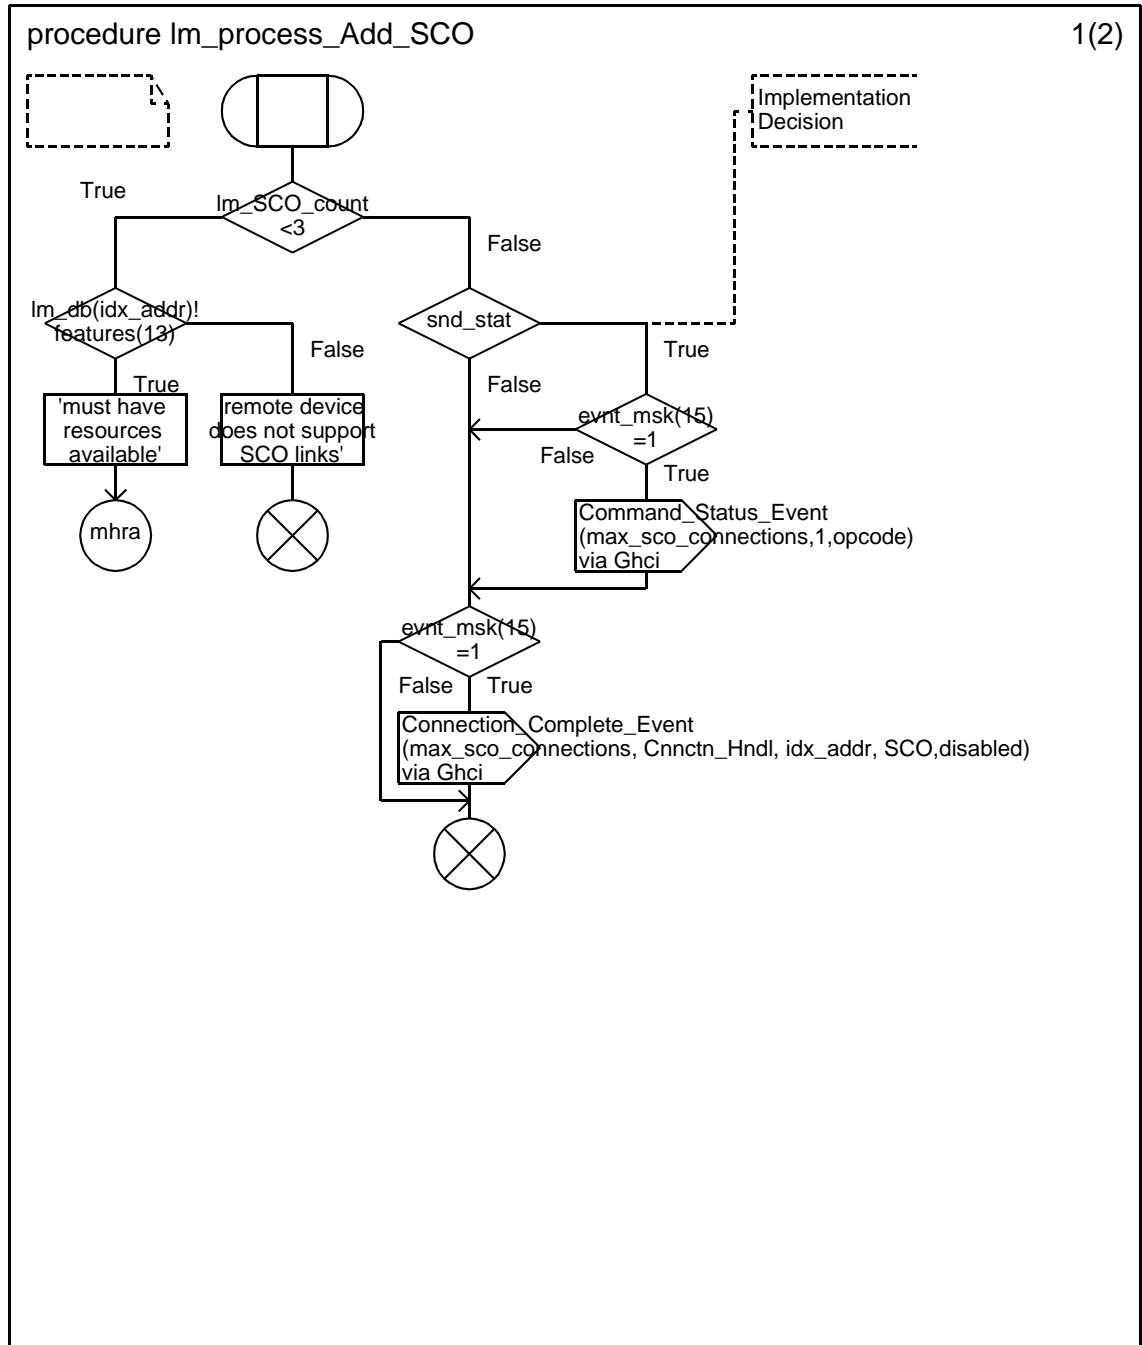 procedure lm_process_Add_SCO
1(2)
Implementation
Decision
True
lm_SCO_count
<3
False
lm_db(idx_addr)!
features(13)
False
snd_stat
True
True
False
'must have
resources
available'
remote device
does not support
SCO links'
evnt_msk(15)
=1
False
True
mhra
Command_Status_Event
(max_sco_connections,1,opcode)
via Ghci
evnt_msk(15)
=1
False
True
Connection_Complete_Event
(max_sco_connections, Cnnctn_Hndl, idx_addr, SCO,disabled)
via Ghci